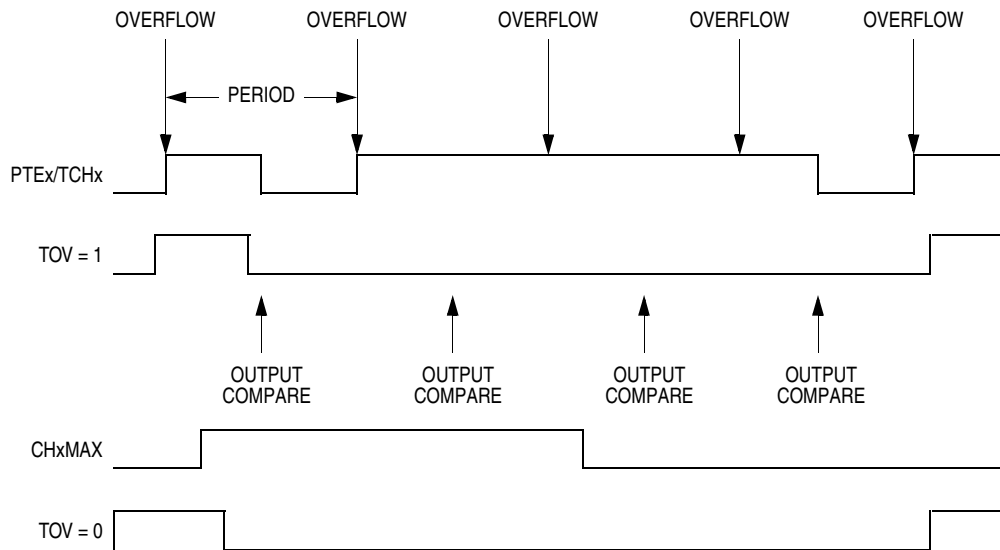 OVERFLOW OVERFLOW OVERFLOW OVERFLOW OVERFLOW
PERIOD
PTEx/TCHx
TOV = 1
OUTPUT COMPARE
OUTPUT COMPARE
OUTPUT COMPARE
OUTPUT COMPARE
CHxMAX
TOV = 0